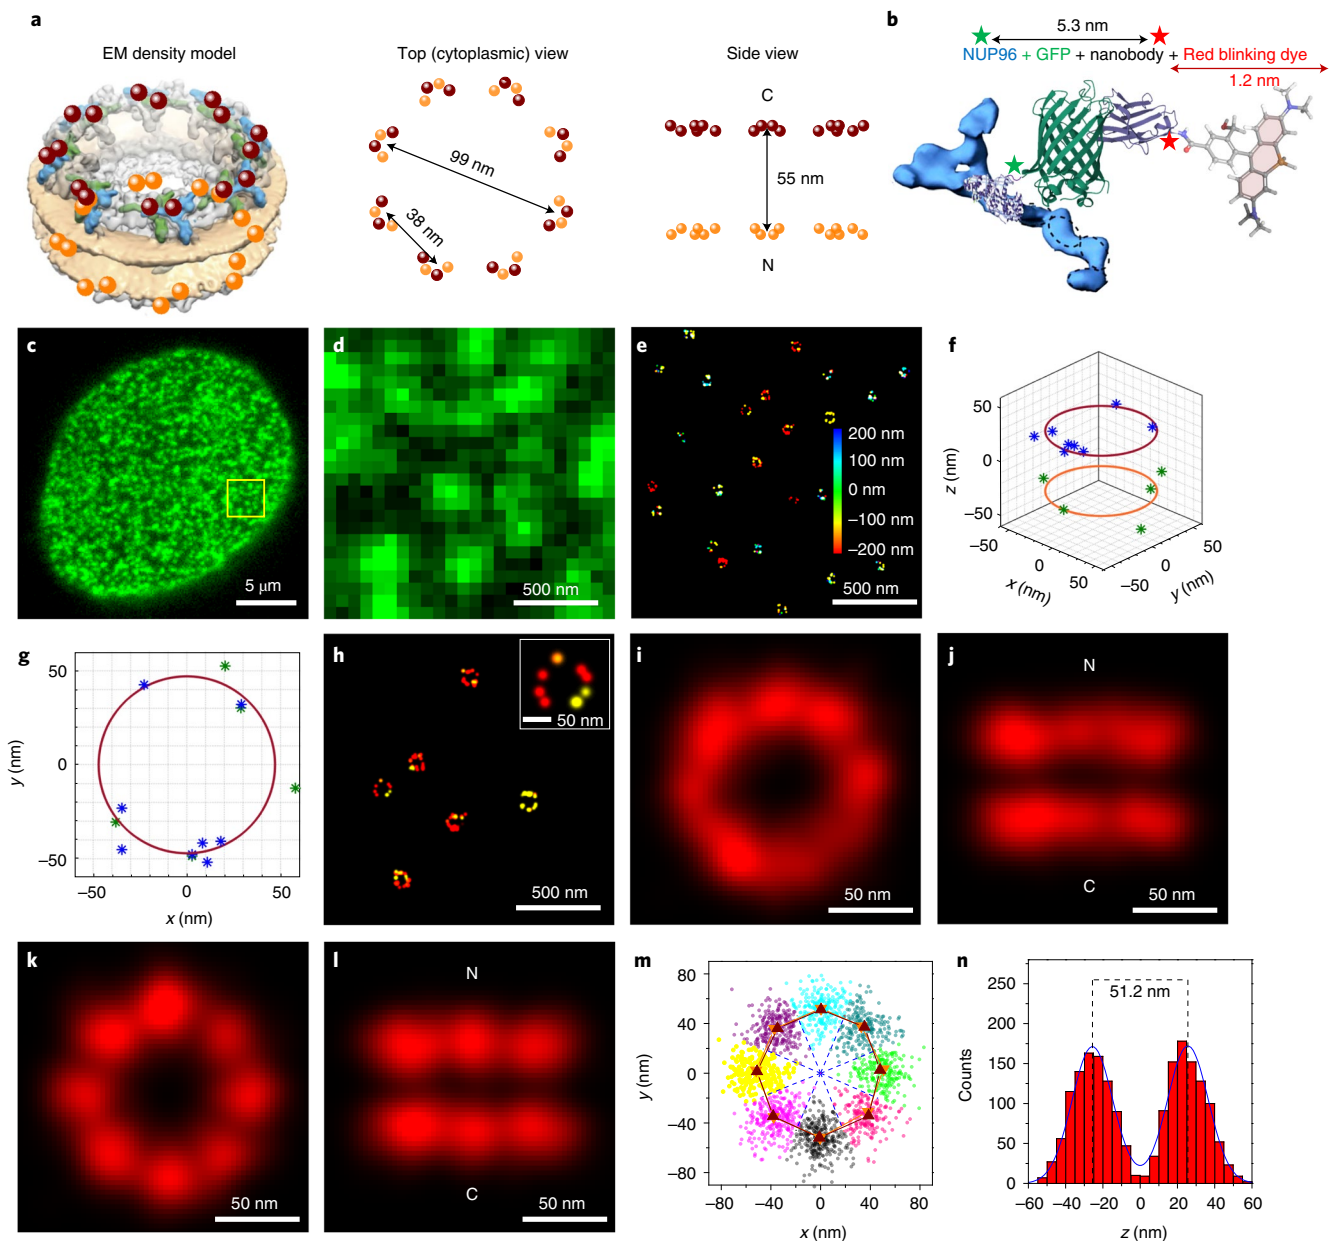 a
EM density model
Top (cytoplasmic) view
Side view
99 nm
38 nm
C
55 nm
N
b
5.3 nm
NUP96 + GFP + nanobody + Red blinking dye
1.2 nm
c
5 μm
d
500 nm
e
200 nm
100 nm
0 nm
–100 nm
–200 nm
500 nm
f
50
0
–50
z (nm)
–50
0
50
x (nm)
–50
0
50
y (nm)
g
50
0
–50
y (nm)
–50
0
50
x (nm)
h
50 nm
500 nm
i
50 nm
j
N
C
50 nm
k
50 nm
l
N
C
50 nm
m
80
40
0
–40
–80
y (nm)
–80
–40
0
40
80
x (nm)
n
250
200
150
100
50
0
Counts
51.2 nm
–60
–40
–20
0
20
40
60
z (nm)